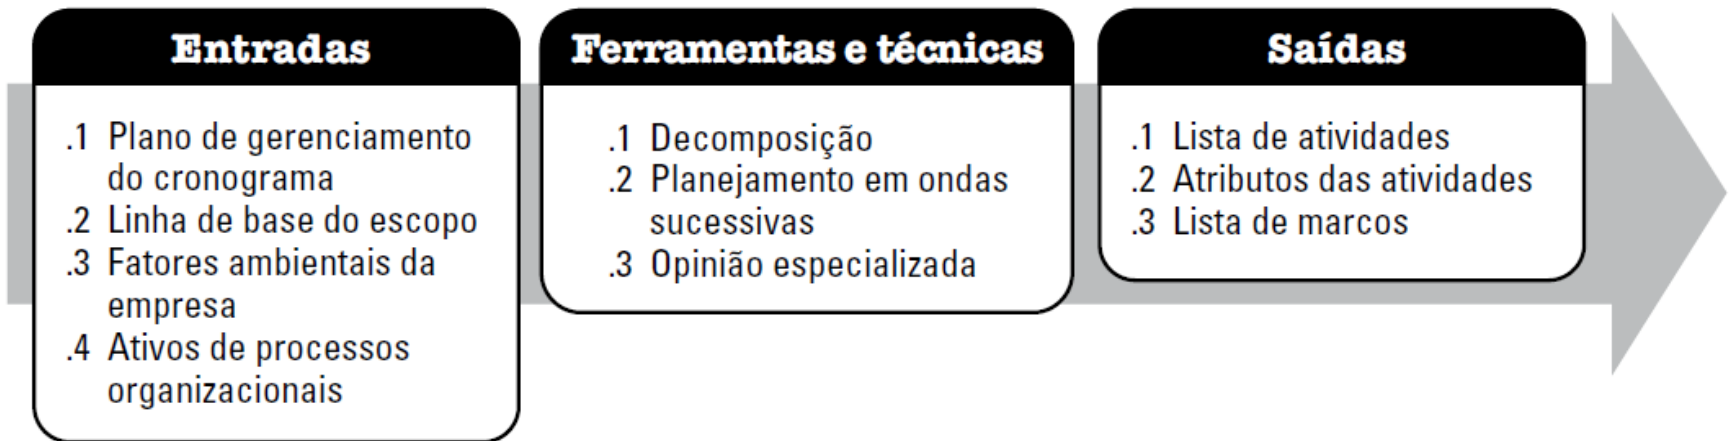 Entradas
.1 Plano de gerenciamento
do cronograma
.2 Linha de base do escopo
.3 Fatores ambientais da
empresa
.4 Ativos de processos
organizacionais
Ferramentas e técnicas
.1 Decomposição
.2 Planejamento em ondas
sucessivas
.3 Opinião especializada
Saídas
.1 Lista de atividades
.2 Atributos das atividades
.3 Lista de marcos